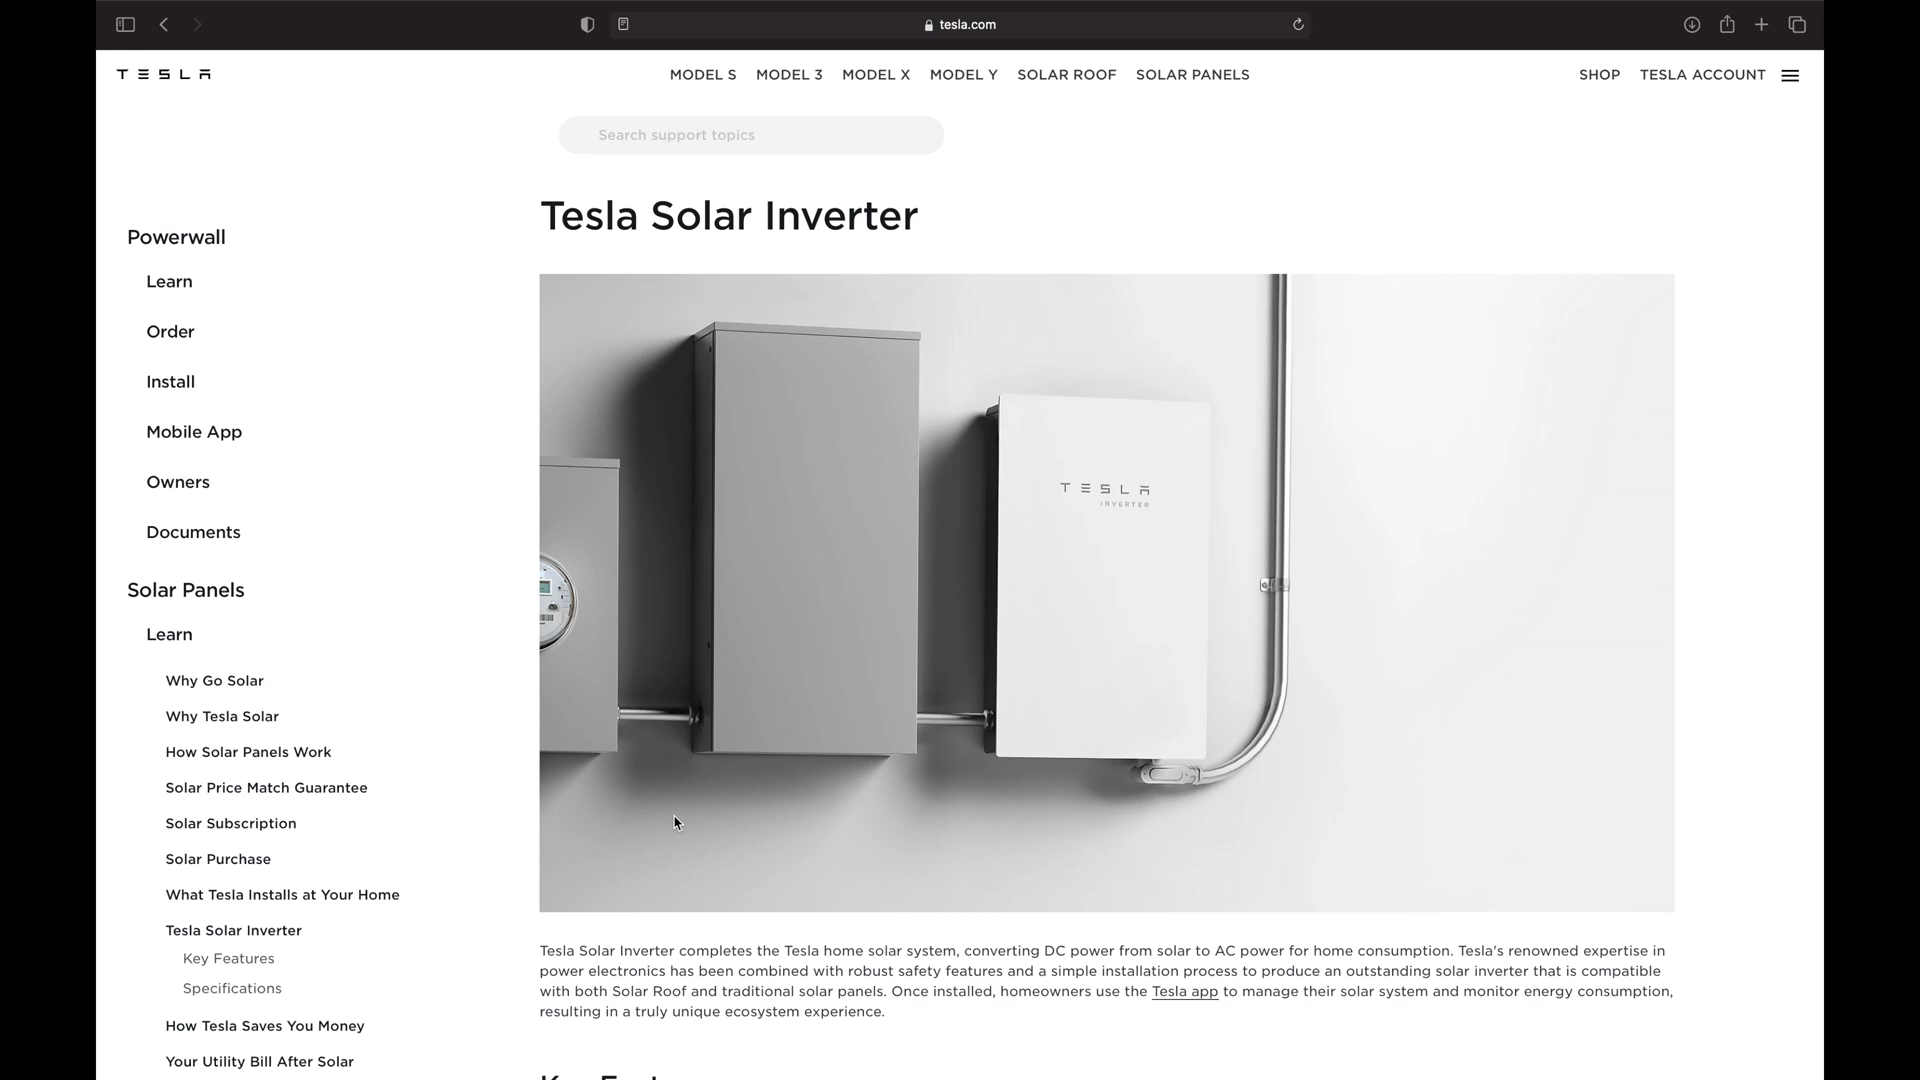 tesla.com
TESLA
MODEL S MODEL 3 MODEL X MODEL Y SOLAR ROOF SOLAR PANELS
SHOP TESLA ACCOUNT
Search support topics
Powerwall
Learn
Order
Install
Mobile App
Owners
Documents
Solar Panels
Learn
Why Go Solar
Why Tesla Solar
How Solar Panels Work
Solar Price Match Guarantee
Solar Subscription
Solar Purchase
What Tesla Installs at Your Home
Tesla Solar Inverter
Key Features
Specifications
How Tesla Saves You Money
Your Utility Bill After Solar
Tesla Solar Inverter
TESLA
INVERTER
Tesla Solar Inverter completes the Tesla home solar system, converting DC power from solar to AC power for home consumption. Tesla's renowned expertise in
power electronics has been combined with robust safety features and a simple installation process to produce an outstanding solar inverter that is compatible
with both Solar Roof and traditional solar panels. Once installed, homeowners use the Tesla app to manage their solar system and monitor energy consumption,
resulting in a truly unique ecosystem experience.